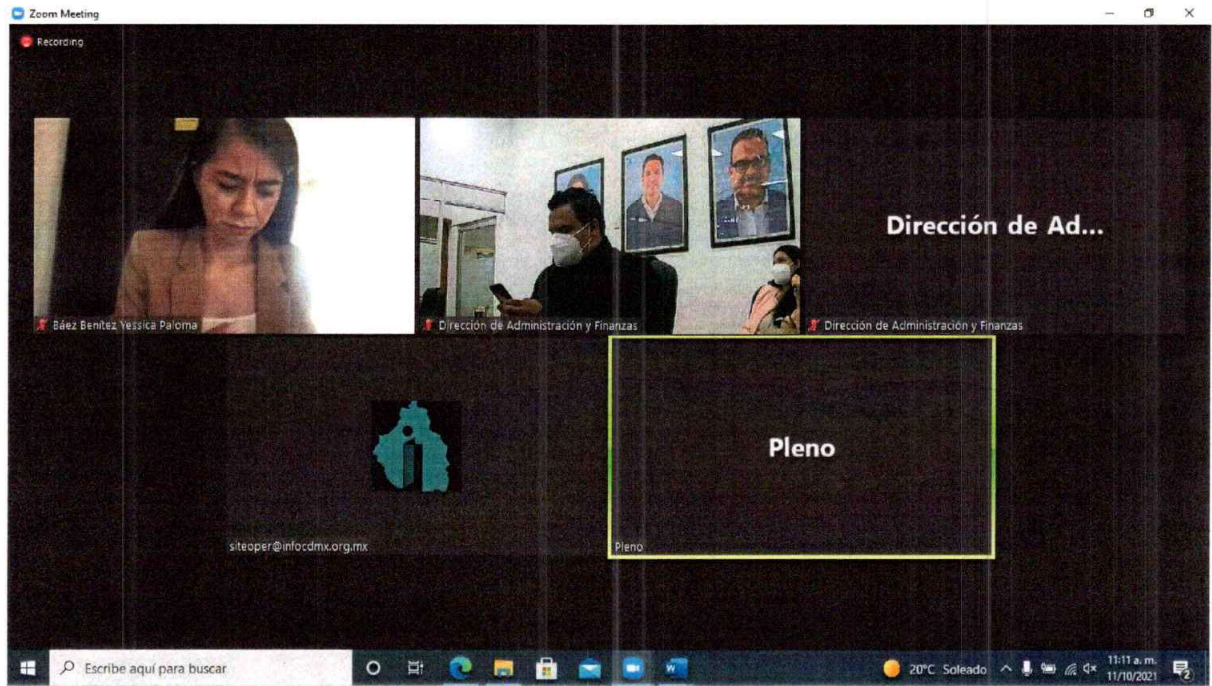 Zoom Meeting
Recording
Dirección de Ad...
Báez Benítez Yessica Paloma
Dirección de Administración y Finanzas
Dirección de Administración y Finanzas
Pleno
siteoper@infocdmx.org.mx
Pleno
Escribe aquí para buscar
20°C Soleado
11:11 a. m.
11/10/2021
2